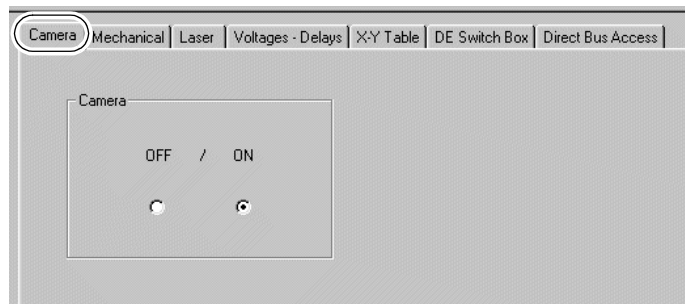 Camera Mechanical Laser Voltages - Delays X-Y Table DE Switch Box Direct Bus Access
Camera
OFF / ON